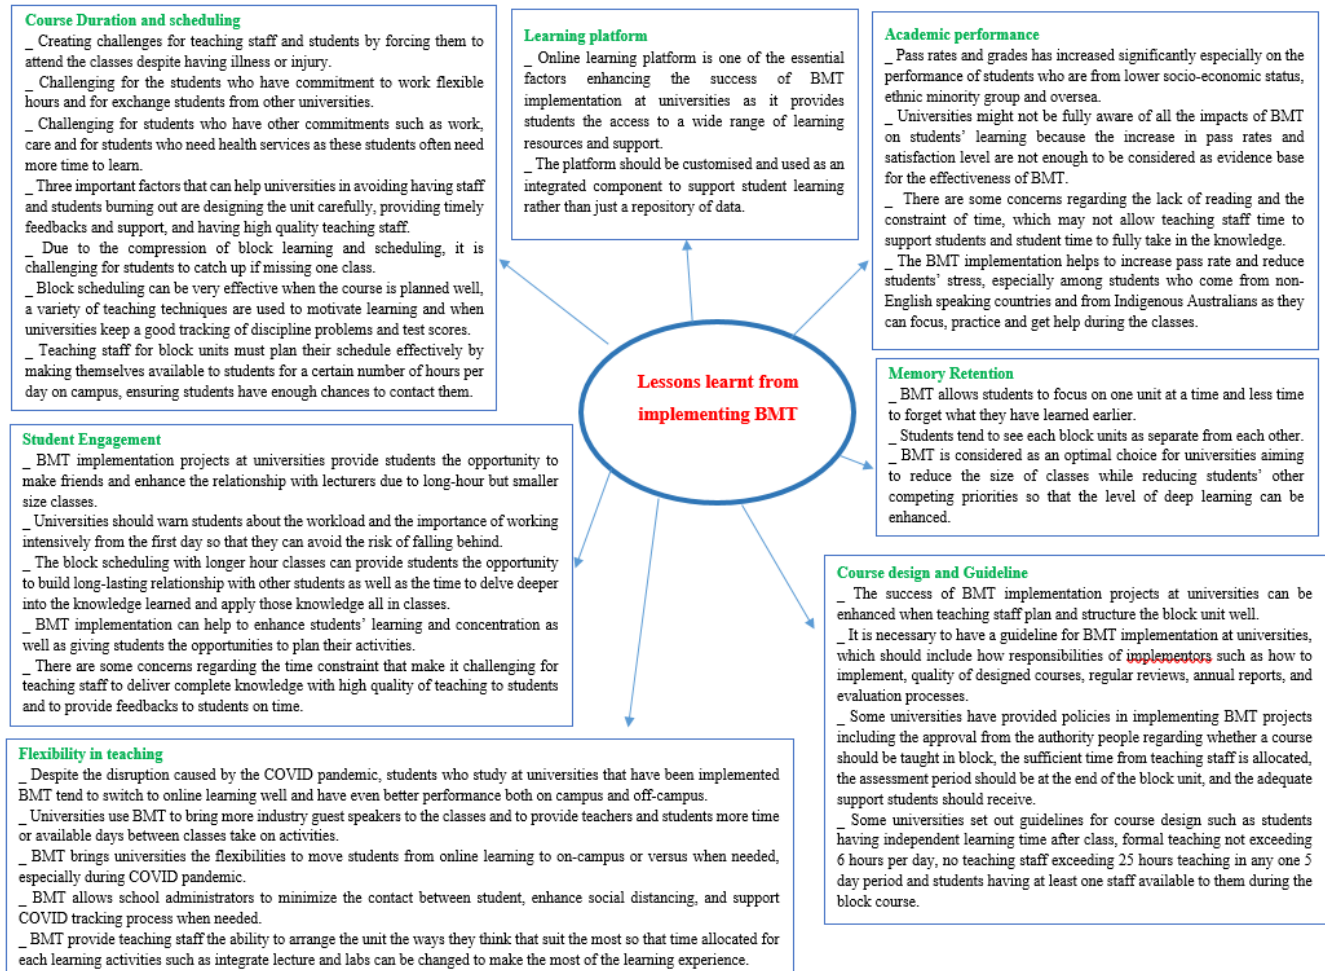 Course Duration and scheduling
_ Creating challenges for teaching staff and students by forcing them to
attend the classes despite having illness or injury.
_ Challenging for the students who have commitment to work flexible
hours and for exchange students from other universities.
_ Challenging for students who have other commitments such as work,
care and for students who need health services as these students often need
more time to learn.
_ Three important factors that can help universities in avoiding having staff
and students burning out are designing the unit carefully, providing timely
feedbacks and support, and having high quality teaching staff.
_ Due to the compression of block learning and scheduling, it is
challenging for students to catch up if missing one class.
_ Block scheduling can be very effective when the course is planned well,
a variety of teaching techniques are used to motivate learning and when
universities keep a good tracking of discipline problems and test scores.
_ Teaching staff for block units must plan their schedule effectively by
making themselves available to students for a certain number of hours per
day on campus, ensuring students have enough chances to contact them.
Learning platform
_ Online learning platform is one of the essential
factors enhancing the success of BMT
implementation at universities as it provides
students the access to a wide range of learning
resources and support.
_ The platform should be customised and used as an
integrated component to support student learning
rather than just a repository of data.
Academic performance
_ Pass rates and grades has increased significantly especially on the
performance of students who are from lower socio-economic status,
ethnic minority group and oversea.
_ Universities might not be fully aware of all the impacts of BMT
on students' learning because the increase in pass rates and
satisfaction level are not enough to be considered as evidence base
for the effectiveness of BMT.
_ There are some concerns regarding the lack of reading and the
constraint of time, which may not allow teaching staff time to
support students and student time to fully take in the knowledge.
_ The BMT implementation helps to increase pass rate and reduce
students' stress, especially among students who come from non-
English speaking countries and from Indigenous Australians as they
can focus, practice and get help during the classes.
Lessons learnt from
implementing BMT
Memory Retention
_ BMT allows students to focus on one unit at a time and less time
to forget what they have learned earlier.
_ Students tend to see each block units as separate from each other.
_ BMT is considered as an optimal choice for universities aiming
to reduce the size of classes while reducing students' other
competing priorities so that the level of deep learning can be
enhanced.
Student Engagement
_ BMT implementation projects at universities provide students the opportunity to
make friends and enhance the relationship with lecturers due to long-hour but smaller
size classes.
_ Universities should warn students about the workload and the importance of working
intensively from the first day so that they can avoid the risk of falling behind.
_ The block scheduling with longer hour classes can provide students the opportunity
to build long-lasting relationship with other students as well as the time to delve deeper
into the knowledge learned and apply those knowledge all in classes.
_ BMT implementation can help to enhance students' learning and concentration as
well as giving students the opportunities to plan their activities.
_ There are some concerns regarding the time constraint that make it challenging for
teaching staff to deliver complete knowledge with high quality of teaching to students
and to provide feedbacks to students on time.
Course design and Guideline
_ The success of BMT implementation projects at universities can be
enhanced when teaching staff plan and structure the block unit well.
_ It is necessary to have a guideline for BMT implementation at universities,
which should include how responsibilities of implementors such as how to
implement, quality of designed courses, regular reviews, annual reports, and
evaluation processes.
_ Some universities have provided policies in implementing BMT projects
including the approval from the authority people regarding whether a course
should be taught in block, the sufficient time from teaching staff is allocated,
the assessment period should be at the end of the block unit, and the adequate
support students should receive.
_ Some universities set out guidelines for course design such as students
having independent learning time after class, formal teaching not exceeding
6 hours per day, no teaching staff exceeding 25 hours teaching in any one 5
day period and students having at least one staff available to them during the
block course.
Flexibility in teaching
_ Despite the disruption caused by the COVID pandemic, students who study at universities that have been implemented
BMT tend to switch to online learning well and have even better performance both on campus and off-campus.
_ Universities use BMT to bring more industry guest speakers to the classes and to provide teachers and students more time
or available days between classes take on activities.
_ BMT brings universities the flexibilities to move students from online learning to on-campus or versus when needed,
especially during COVID pandemic.
_ BMT allows school administrators to minimize the contact between student, enhance social distancing, and support
COVID tracking process when needed.
_ BMT provide teaching staff the ability to arrange the unit the ways they think that suit the most so that time allocated for
each learning activities such as integrate lecture and labs can be changed to make the most of the learning experience.